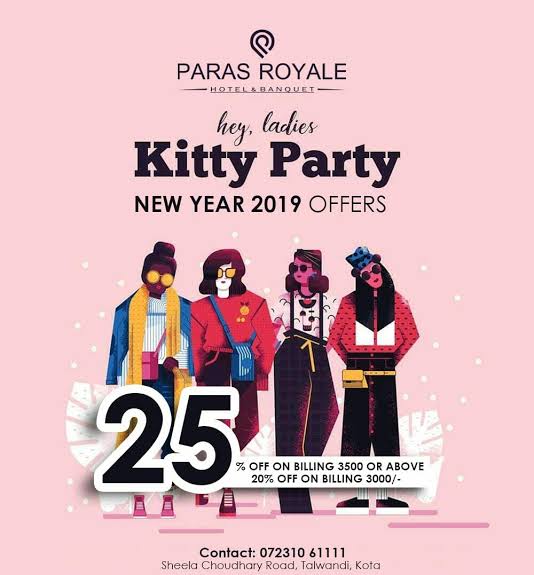 PARAS ROYALE
HOTEL & BANQUET
hey, ladies
Kitty Party
NEW YEAR 2019 OFFERS
25
% OFF ON BILLING 3500 OR ABOVE
20% OFF ON BILLING 3000/-
Contact: 072310 61111
Sheela Choudhary Road, Talwandi, Kota